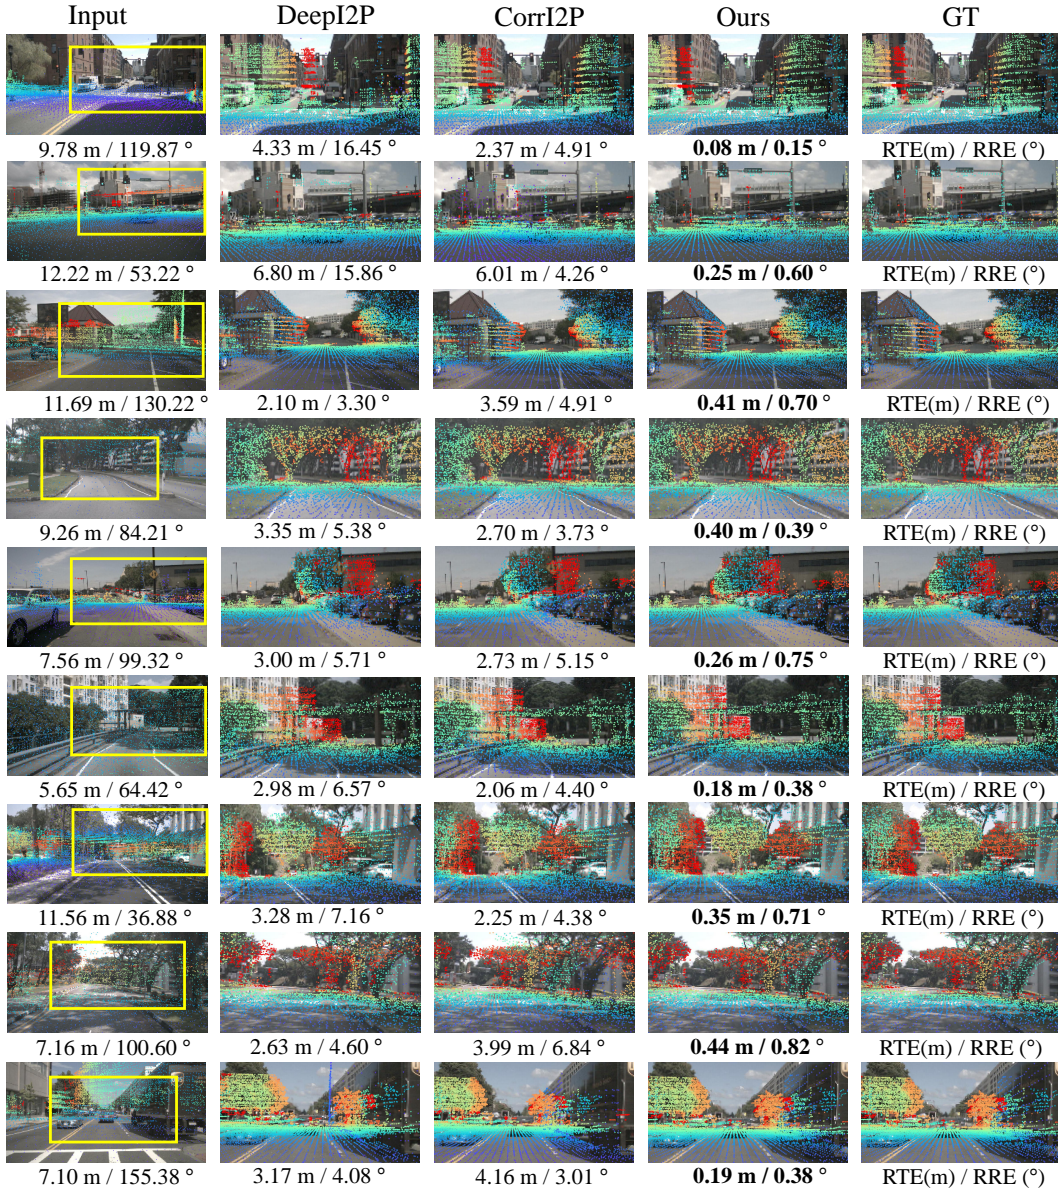 Input DeepI2P CorrI2P Ours GT
9.78 m / 119.87 ° 4.33 m / 16.45 ° 2.37 m / 4.91 ° 0.08 m / 0.15 ° RTE(m) / RRE (°)
12.22 m / 53.22 ° 6.80 m / 15.86 ° 6.01 m / 4.26 ° 0.25 m / 0.60 ° RTE(m) / RRE (°)
11.69 m / 130.22 ° 2.10 m / 3.30 ° 3.59 m / 4.91 ° 0.41 m / 0.70 ° RTE(m) / RRE (°)
9.26 m / 84.21 ° 3.35 m / 5.38 ° 2.70 m / 3.73 ° 0.40 m / 0.39 ° RTE(m) / RRE (°)
7.56 m / 99.32 ° 3.00 m / 5.71 ° 2.73 m / 5.15 ° 0.26 m / 0.75 ° RTE(m) / RRE (°)
5.65 m / 64.42 ° 2.98 m / 6.57 ° 2.06 m / 4.40 ° 0.18 m / 0.38 ° RTE(m) / RRE (°)
11.56 m / 36.88 ° 3.28 m / 7.16 ° 2.25 m / 4.38 ° 0.35 m / 0.71 ° RTE(m) / RRE (°)
7.16 m / 100.60 ° 2.63 m / 4.60 ° 3.99 m / 6.84 ° 0.44 m / 0.82 ° RTE(m) / RRE (°)
7.10 m / 155.38 ° 3.17 m / 4.08 ° 4.16 m / 3.01 ° 0.19 m / 0.38 ° RTE(m) / RRE (°)